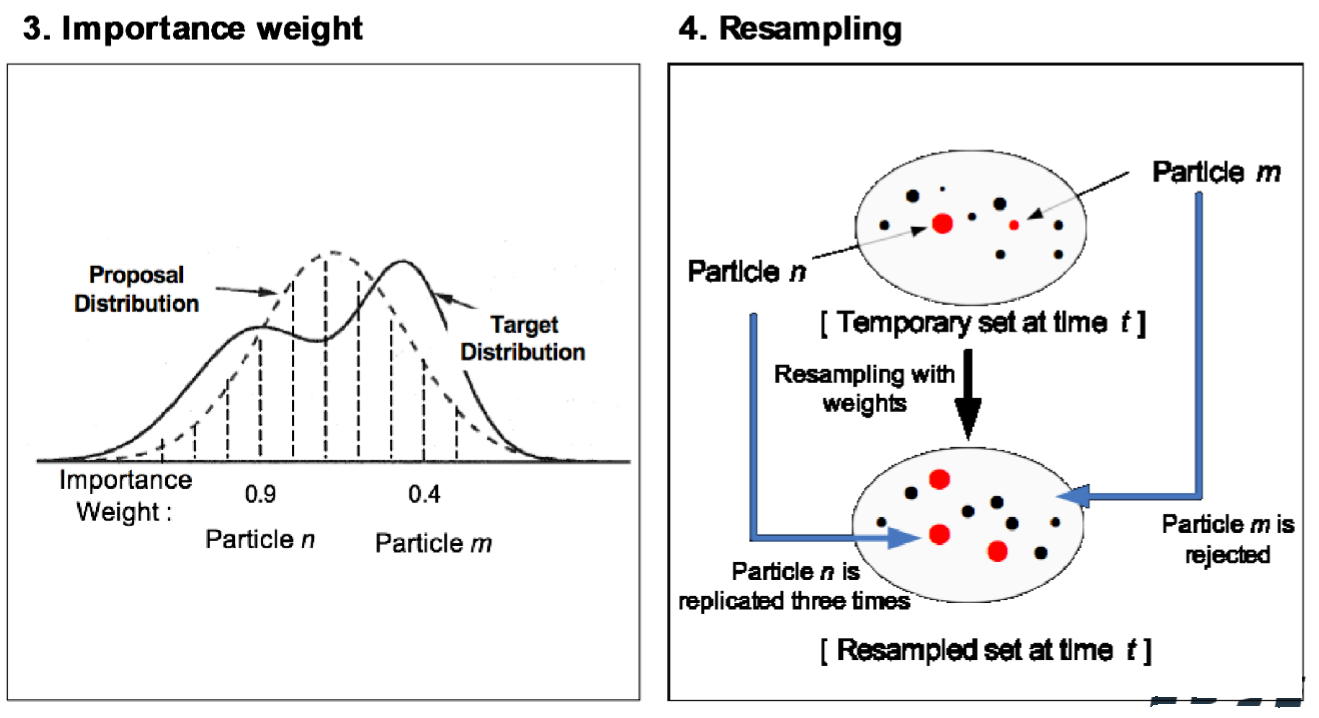 3. Importance weight
Proposal
Distribution
Target
Distribution
Importance
Weight :
0.9
0.4
Particle n
Particle m
4. Resampling
Particle m
Particle n
[ Temporary set at time t ]
Resampling with
weights
Particle m is
rejected
Particle n is
replicated three times
[ Resampled set at time t ]